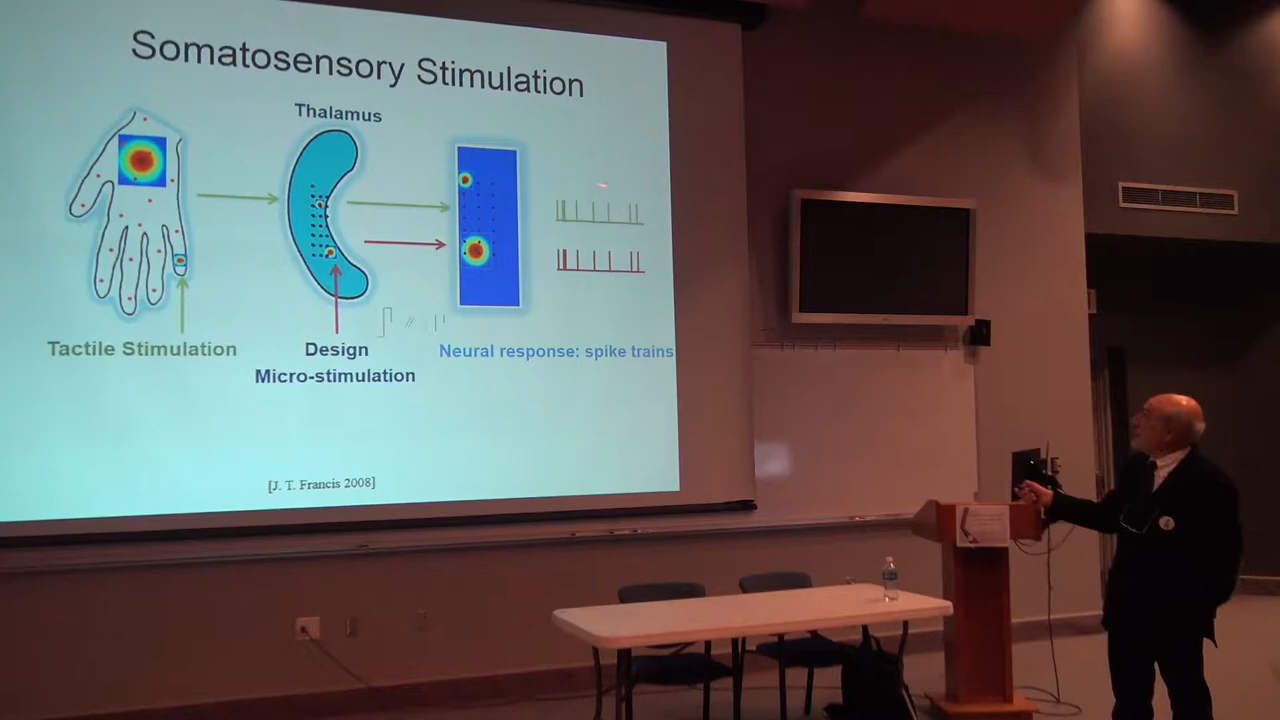 Somatosensory Stimulation
Thalamus
Tactile Stimulation
Design
Micro-stimulation
Neural response: spike trains
[J. T. Francis 2008]